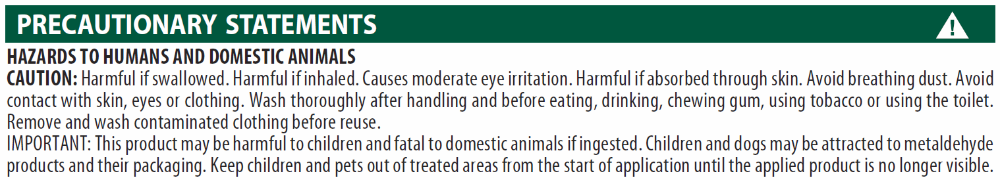 PRECAUTIONARY STATEMENTS
HAZARDS TO HUMANS AND DOMESTIC ANIMALS
CAUTION: Harmful if swallowed. Harmful if inhaled. Causes moderate eye irritation. Harmful if absorbed through skin. Avoid breathing dust. Avoid
contact with skin, eyes or clothing. Wash thoroughly after handling and before eating, drinking, chewing gum, using tobacco or using the toilet.
Remove and wash contaminated clothing before reuse.
IMPORTANT: This product may be harmful to children and fatal to domestic animals if ingested. Children and dogs may be attracted to metaldehyde
products and their packaging. Keep children and pets out of treated areas from the start of application until the applied product is no longer visible.